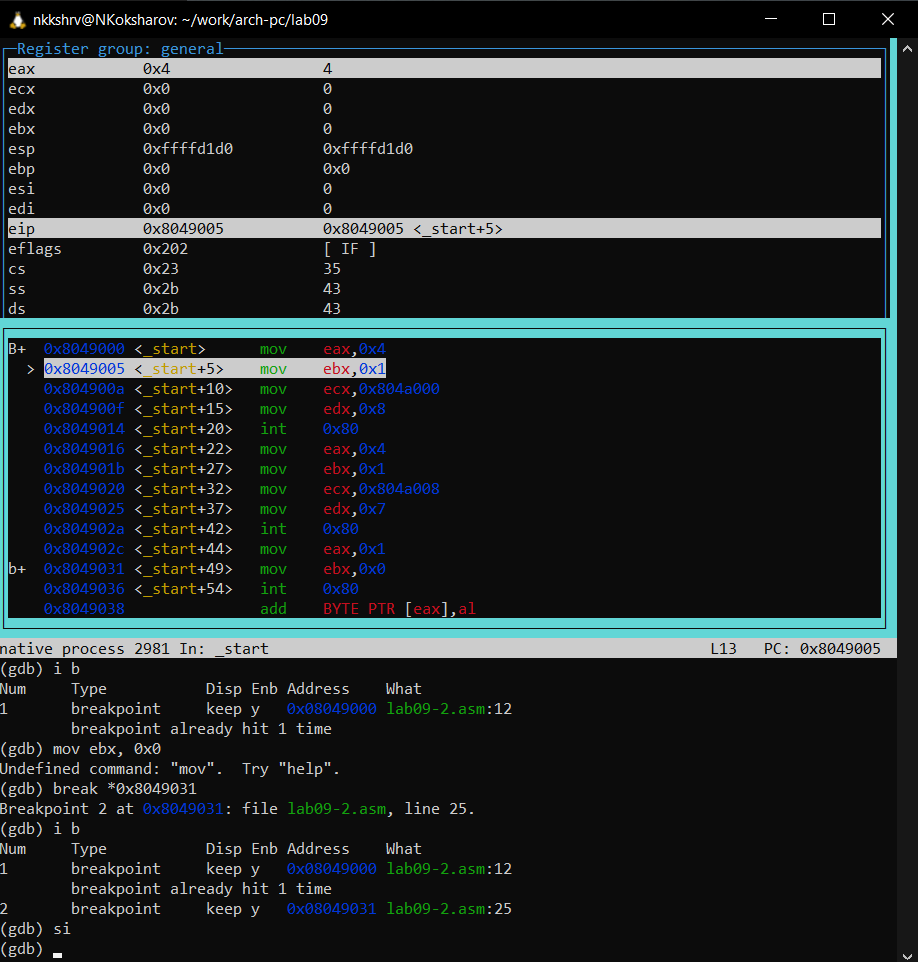 nkkshrv@NKoksharov: ~/work/arch-pc/lab09
Register group: general
eax 0x4 4
ecx 0x0 0
edx 0x0 0
ebx 0x0 0
esp 0xffffd1d0 0xffffd1d0
ebp 0x0 0x0
esi 0x0 0
edi 0x0 0
eip 0x8049005 0x8049005 <_start+5>
eflags 0x202 [ IF ]
cs 0x23 35
ss 0x2b 43
ds 0x2b 43
B+ 0x8049000 <_start> mov eax,0x4
> 0x8049005 <_start+5> mov ebx,0x1
0x804900a <_start+10> mov ecx,0x804a000
0x804900f <_start+15> mov edx,0x8
0x8049014 <_start+20> int 0x80
0x8049016 <_start+22> mov eax,0x4
0x804901b <_start+27> mov ebx,0x1
0x8049020 <_start+32> mov ecx,0x804a008
0x8049025 <_start+37> mov edx,0x7
0x804902a <_start+42> int 0x80
0x804902c <_start+44> mov eax,0x1
b+ 0x8049031 <_start+49> mov ebx,0x0
0x8049036 <_start+54> int 0x80
0x8049038 add BYTE PTR [eax],al
native process 2981 In: _start L13 PC: 0x8049005
(gdb) i b
Num Type Disp Enb Address What
1 breakpoint keep y 0x08049000 lab09-2.asm:12
breakpoint already hit 1 time
(gdb) mov ebx, 0x0
Undefined command: "mov". Try "help".
(gdb) break *0x8049031
Breakpoint 2 at 0x8049031: file lab09-2.asm, line 25.
(gdb) i b
Num Type Disp Enb Address What
1 breakpoint keep y 0x08049000 lab09-2.asm:12
breakpoint already hit 1 time
2 breakpoint keep y 0x08049031 lab09-2.asm:25
(gdb) si
(gdb)